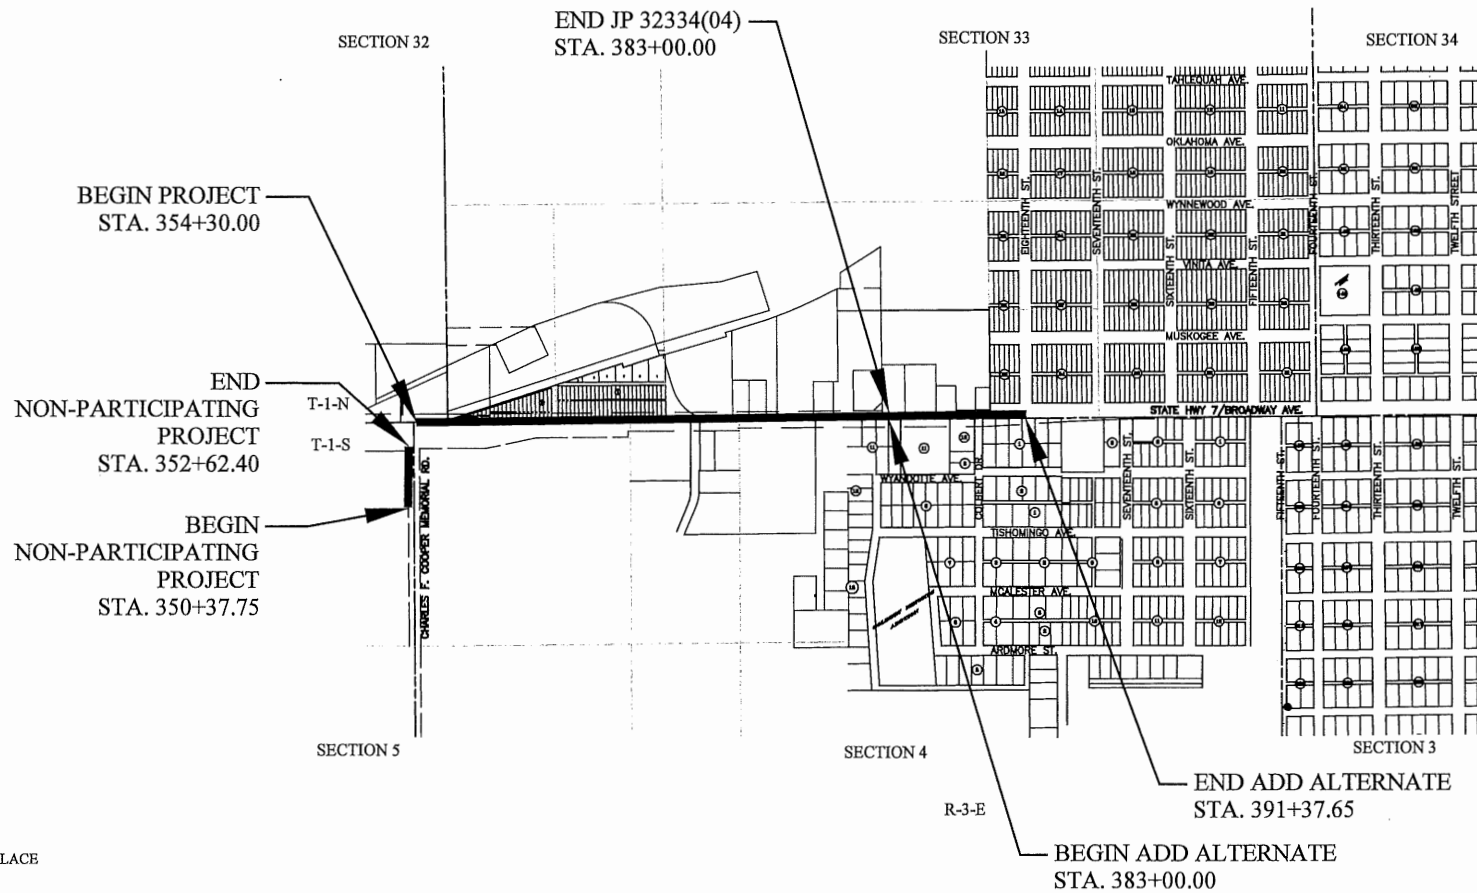 END JP 32334(04)
STA. 383+00.00
SECTION 32
SECTION 33
SECTION 34
TAHLEQUAH AVE.
OKLAHOMA AVE.
WYNNEWOOD AVE.
VINITA AVE.
MUSKOGEE AVE.
EIGHTEENTH ST.
SEVENTEENTH ST.
SIXTEENTH ST.
FIFTEENTH ST.
FOURTEENTH ST.
THIRTEENTH ST.
TWELFTH STREET
BEGIN PROJECT
STA. 354+30.00
END
NON-PARTICIPATING
PROJECT
STA. 352+62.40
T-1-N
T-1-S
STATE HWY 7/BROADWAY AVE.
BEGIN
NON-PARTICIPATING
PROJECT
STA. 350+37.75
CHARLES F. COOPER MEMORIAL RD.
WYANDOTTE AVE.
COLBERT DR.
TISHOMINGO AVE.
MCALESTER AVE.
ARDMORE ST.
SEVENTEENTH ST.
SIXTEENTH ST.
FIFTEENTH ST.
FOURTEENTH ST.
THIRTEENTH ST.
TWELFTH ST.
SECTION 5
SECTION 4
SECTION 3
R-3-E
END ADD ALTERNATE
STA. 391+37.65
BEGIN ADD ALTERNATE
STA. 383+00.00
LACE